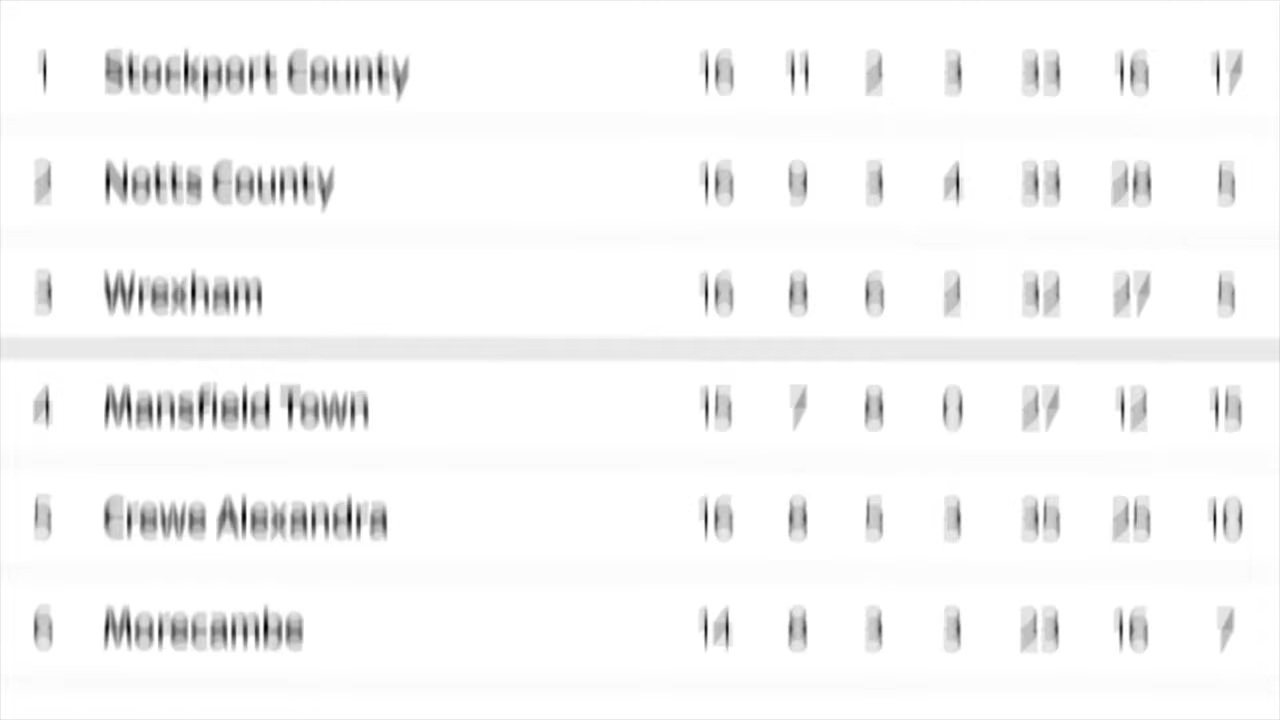 1 Stockport County 16 11 2 3 33 16 17
2 Notts County 16 9 3 4 33 28 5
3 Wrexham 16 8 6 2 32 27 5
4 Mansfield Town 15 7 8 0 27 12 15
5 Crewe Alexandra 16 8 5 3 35 25 10
6 Morecambe 14 8 3 3 23 16 7